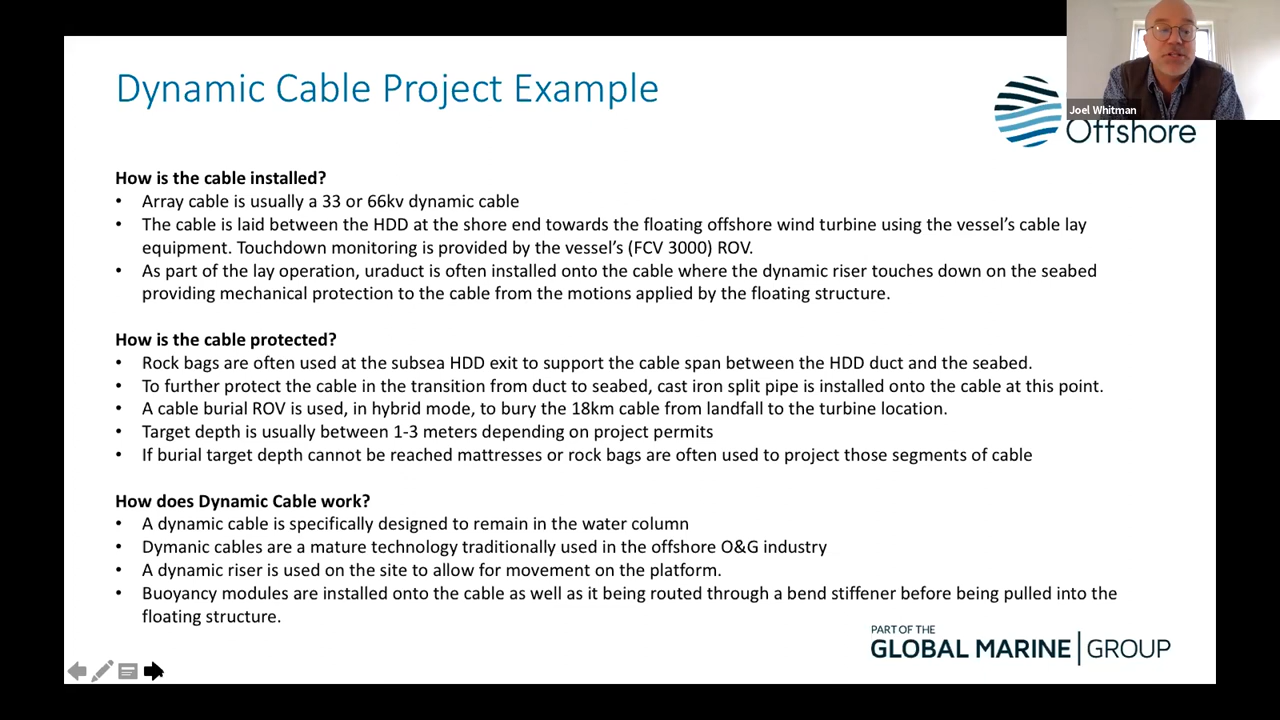 Dynamic Cable Project Example
Joel Whitman
Offshore
How is the cable installed?
• Array cable is usually a 33 or 66kv dynamic cable
• The cable is laid between the HDD at the shore end towards the floating offshore wind turbine using the vessel’s cable lay
equipment. Touchdown monitoring is provided by the vessel’s (FCV 3000) ROV.
• As part of the lay operation, uraduct is often installed onto the cable where the dynamic riser touches down on the seabed
providing mechanical protection to the cable from the motions applied by the floating structure.
How is the cable protected?
• Rock bags are often used at the subsea HDD exit to support the cable span between the HDD duct and the seabed.
• To further protect the cable in the transition from duct to seabed, cast iron split pipe is installed onto the cable at this point.
• A cable burial ROV is used, in hybrid mode, to bury the 18km cable from landfall to the turbine location.
• Target depth is usually between 1-3 meters depending on project permits
• If burial target depth cannot be reached mattresses or rock bags are often used to project those segments of cable
How does Dynamic Cable work?
• A dynamic cable is specifically designed to remain in the water column
• Dymanic cables are a mature technology traditionally used in the offshore O&G industry
• A dynamic riser is used on the site to allow for movement on the platform.
• Buoyancy modules are installed onto the cable as well as it being routed through a bend stiffener before being pulled into the
floating structure.
PART OF THE
GLOBAL MARINE GROUP